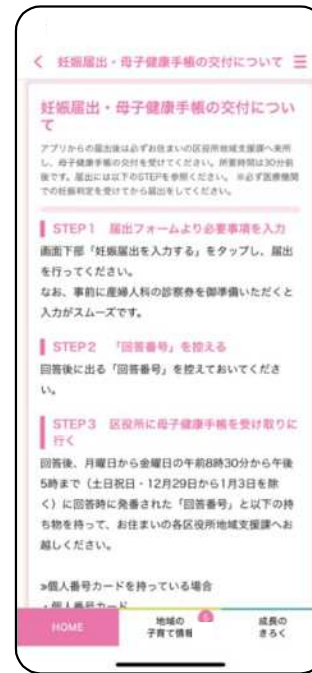 妊娠届出・母子健康手帳の交付について
妊娠届出・母子健康手帳の交付につい
て
アプリからの届出後は必ずお住まいの区役所地域支援課へ来所
し、母子健康手帳の交付を受けてください。所要時間は30分前
後です。届出には以下のSTEPを参照ください。 ※必ず医療機関
での妊娠判定を受けてから届出をしてください。
STEP1 届出フォームより必要事項を入力
画面下部「妊娠届出を入力する」をタップし、届出
を行ってください。
なお、事前に産婦人科の診察券を御準備いただくと
入力がスムーズです。
STEP2 「回答番号」を控える
回答後に出る「回答番号」を控えておいてくださ
い。
STEP3 区役所に母子健康手帳を受け取りに
行く
回答後、月曜日から金曜日の午前8時30分から午後
5時まで（土日祝日・12月29日から1月3日を除
く）に回答時に発番された「回答番号」と以下の持
ち物を持って、お住まいの各区役所地域支援課へお
越しください。
»個人番号カードを持っている場合
・個人番号カード
HOME
地域の
子育て情報
成長の
きろく